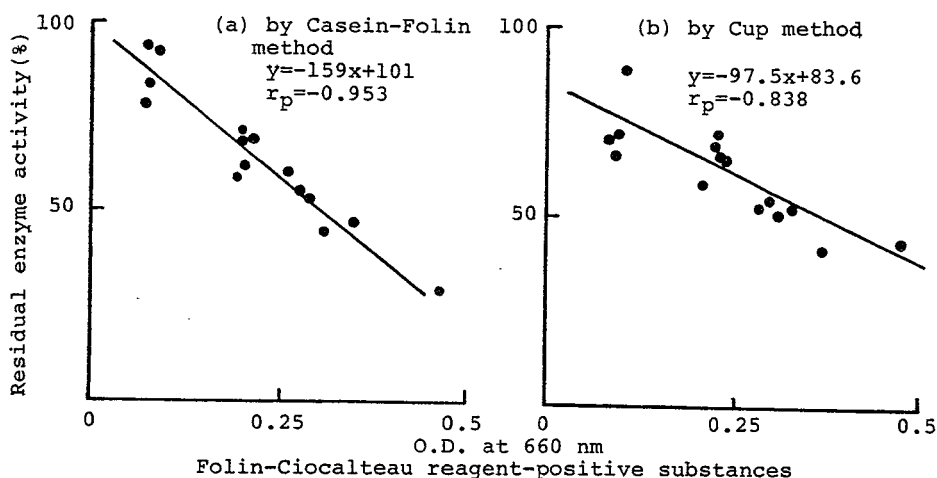 100
(a) by Casein-Folin
method
y=-159x+101
rp=-0.953
50
0
0.25
0.5
Residual enzyme activity(%)
100
(b) by Cup method
y=-97.5x+83.6
rp=-0.838
50
0
0.25
0.5
O.D. at 660 nm
Folin-Ciocalteau reagent-positive substances